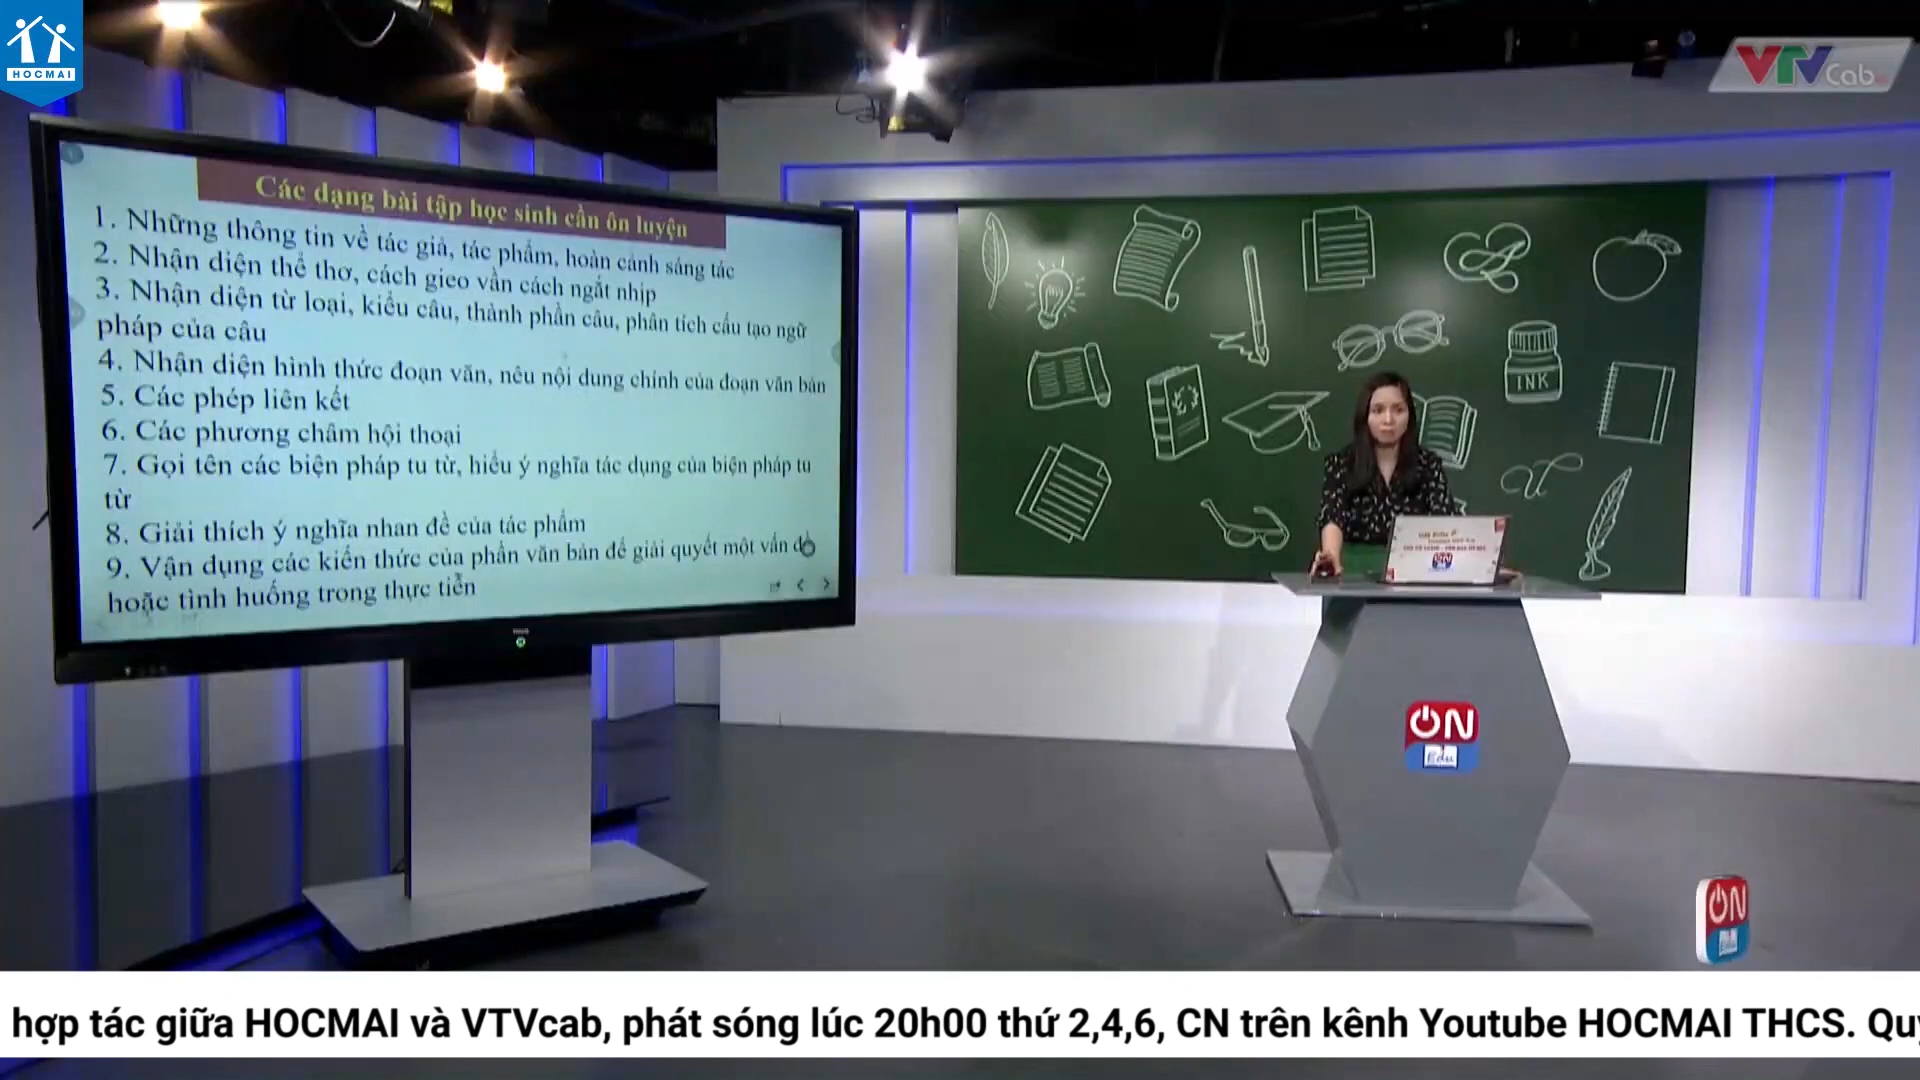 HOCMAI
VTVCab
Các dạng bài tập học sinh cần ôn luyện
1. Những thông tin về tác giả, tác phẩm, hoàn cảnh sáng tác
2. Nhận diện thể thơ, cách gieo vần cách ngắt nhịp
3. Nhận diện từ loại, kiểu câu, thành phần câu, phân tích cấu tạo ngữ
pháp của câu
4. Nhận diện hình thức đoạn văn, nêu nội dung chính của đoạn văn bản
5. Các phép liên kết
6. Các phương châm hội thoại
7. Gọi tên các biện pháp tu từ, hiểu ý nghĩa tác dụng của biện pháp tu
từ
8. Giải thích ý nghĩa nhan đề của tác phẩm
9. Vận dụng các kiến thức của phần văn bản để giải quyết một vấn đề
hoặc tình huống trong thực tiễn
INK
ON
Edu
ON
Edu
hợp tác giữa HOCMAI và VTVcab, phát sóng lúc 20h00 thứ 2,4,6, CN trên kênh Youtube HOCMAI THCS. Quý